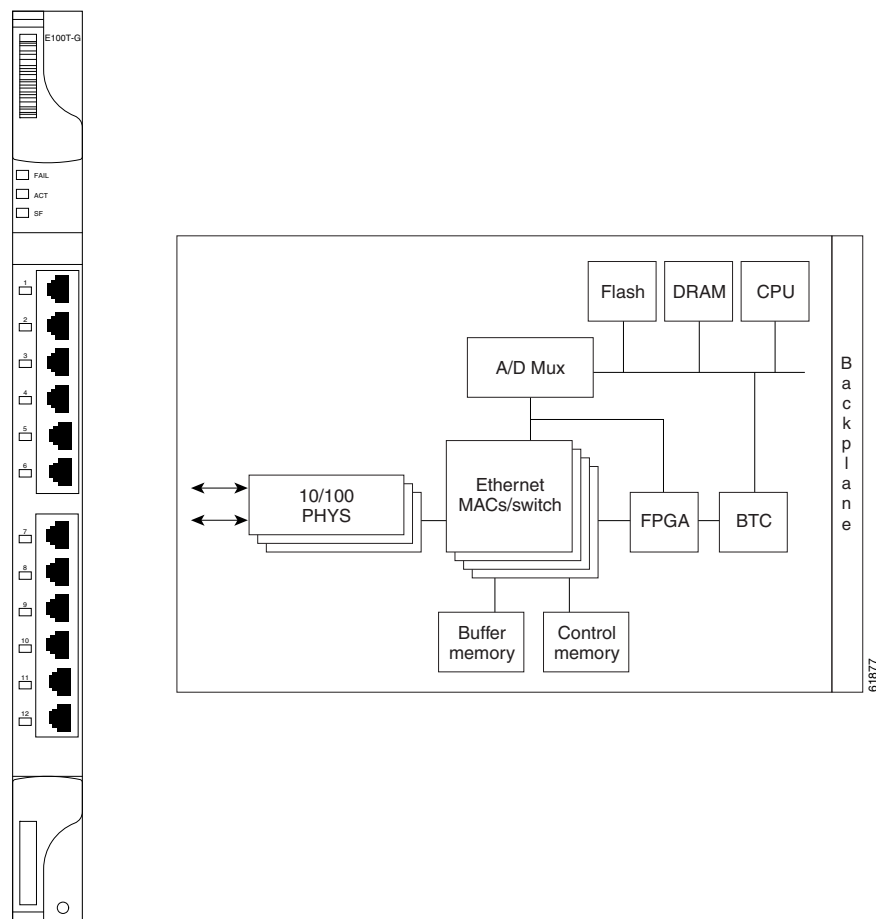 E100T-G
FAIL
ACT
SF
1
2
3
4
5
6
7
8
9
10
11
12
Flash
DRAM
CPU
A/D Mux
Ethernet
MACs/switch
10/100
PHYS
FPGA
BTC
Buffer
memory
Control
memory
Backplane
61877